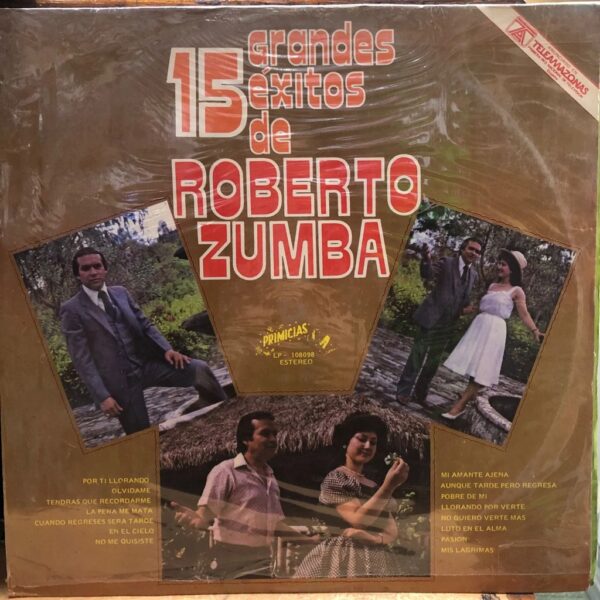 15 Grandes
éxitos
de
ROBERTO
ZUMBA
TELEAMAZONAS
PRIMICIAS
LP - 108098
ESTEREO
POR TI LLORANDO
OLVIDAME
TENDRAS QUE RECORDARME
LA PENA ME MATA
CUANDO REGRESES SERA TARDE
EN EL CIELO
NO ME QUISISTE
MI AMANTE AJENA
AUNQUE TARDE PERO REGRESA
POBRE DE MI
LLORANDO POR VERTE
NO QUIERO VERTE MAS
LUTO EN EL ALMA
PASION
MIS LAGRIMAS